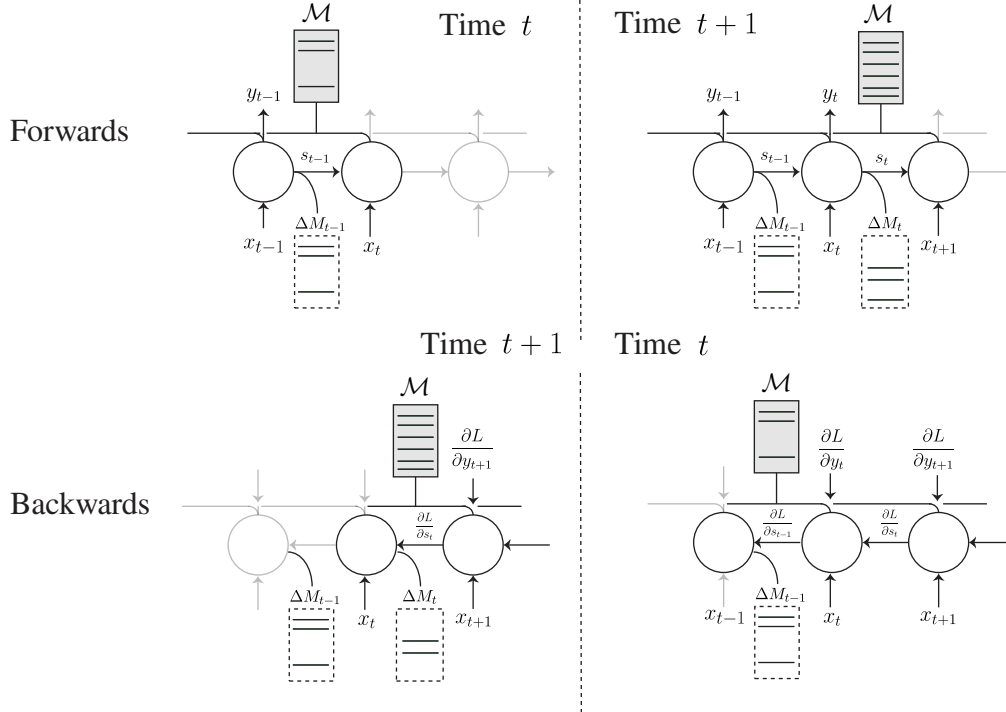 Time t
Time t + 1
Forwards
ℳ
y_{t−1}
s_{t−1}
x_{t−1}
ΔM_{t−1}
x_t
ℳ
y_{t−1}
y_t
s_{t−1}
s_t
x_{t−1}
ΔM_{t−1}
x_t
ΔM_t
x_{t+1}
Time t + 1
Time t
Backwards
ℳ
∂L/∂y_{t+1}
∂L/∂s_t
ΔM_{t−1}
x_t
ΔM_t
x_{t+1}
ℳ
∂L/∂y_t
∂L/∂y_{t+1}
∂L/∂s_{t−1}
∂L/∂s_t
x_{t−1}
ΔM_{t−1}
x_t
x_{t+1}